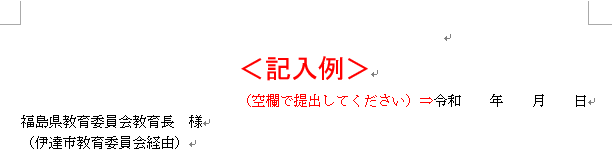 ＜記入例＞
（空欄で提出してください）⇒令和　　年　　月　　日
福島県教育委員会教育長　様
（伊達市教育委員会経由）